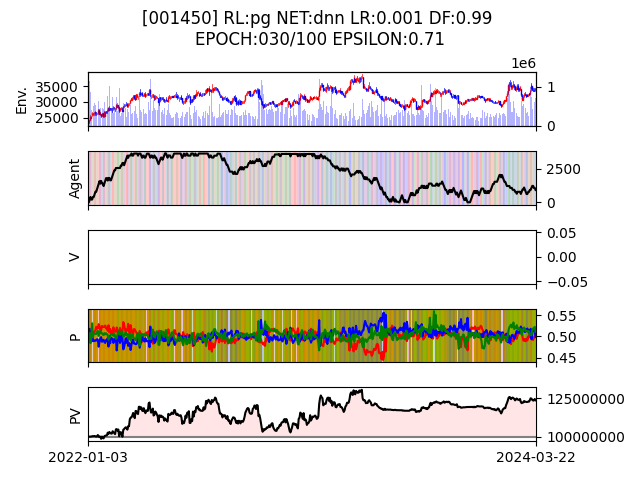 [001450] RL:pg NET:dnn LR:0.001 DF:0.99
EPOCH:030/100 EPSILON:0.71
1e6
Env.
35000
30000
25000
1
0
Agent
2500
0
V
0.05
0.00
−0.05
P
0.55
0.50
0.45
PV
125000000
100000000
2022-01-03
2024-03-22